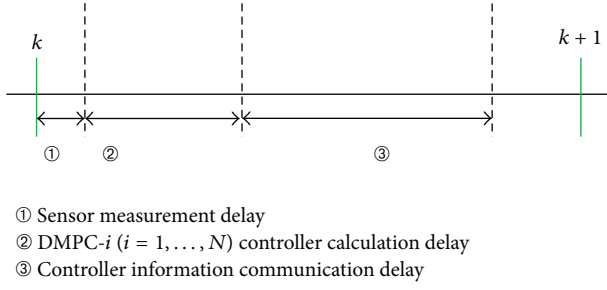 k
k + 1
① ② ③
① Sensor measurement delay
② DMPC-i (i = 1, . . . , N) controller calculation delay
③ Controller information communication delay